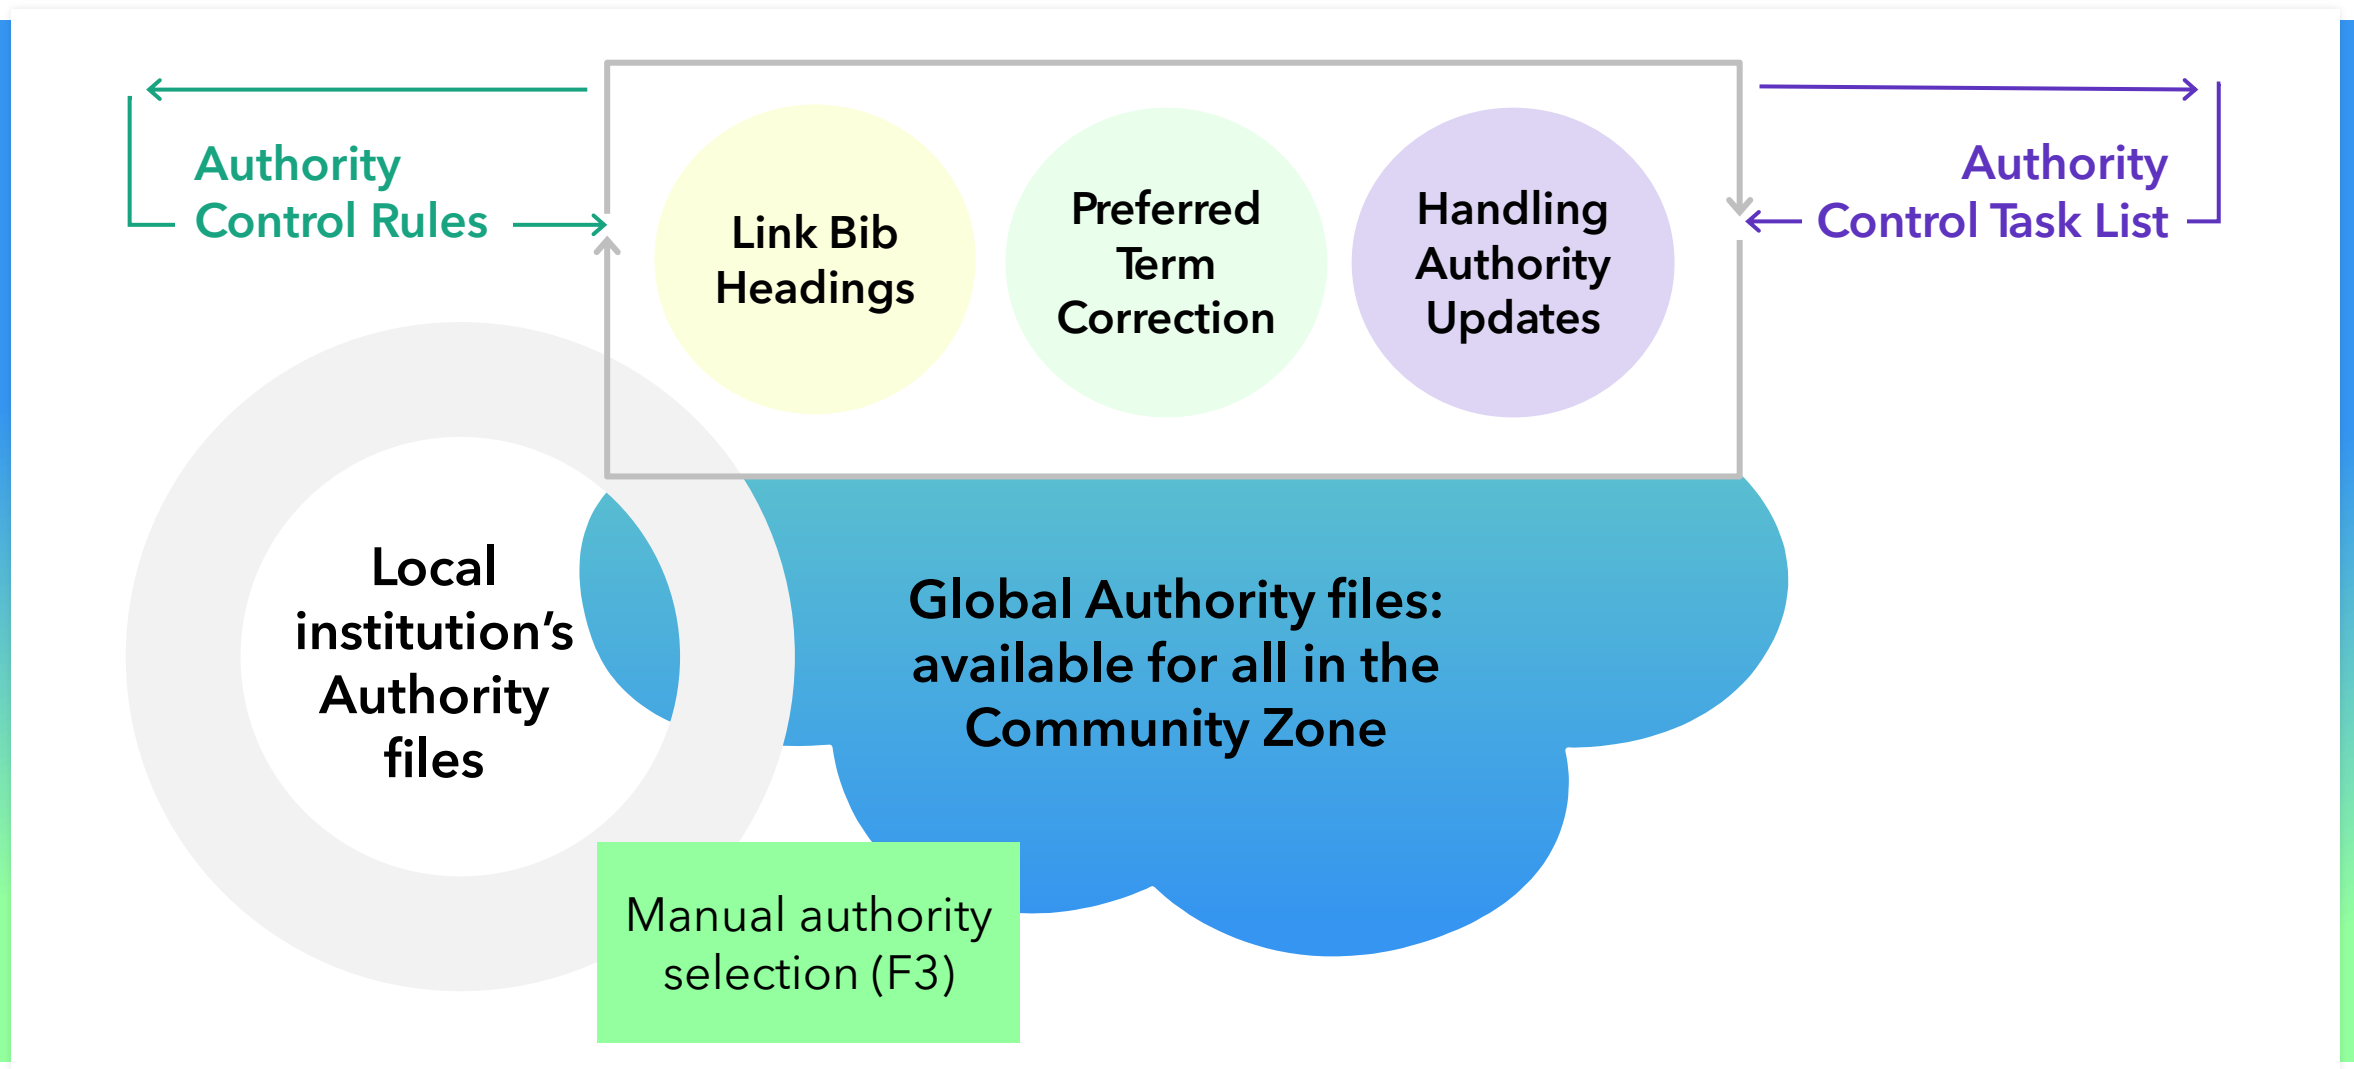 Authority
Control Rules
Link Bib
Headings
Preferred
Term
Correction
Handling
Authority
Updates
Authority
Control Task List
Local
institution’s
Authority
files
Global Authority files:
available for all in the
Community Zone
Manual authority
selection (F3)